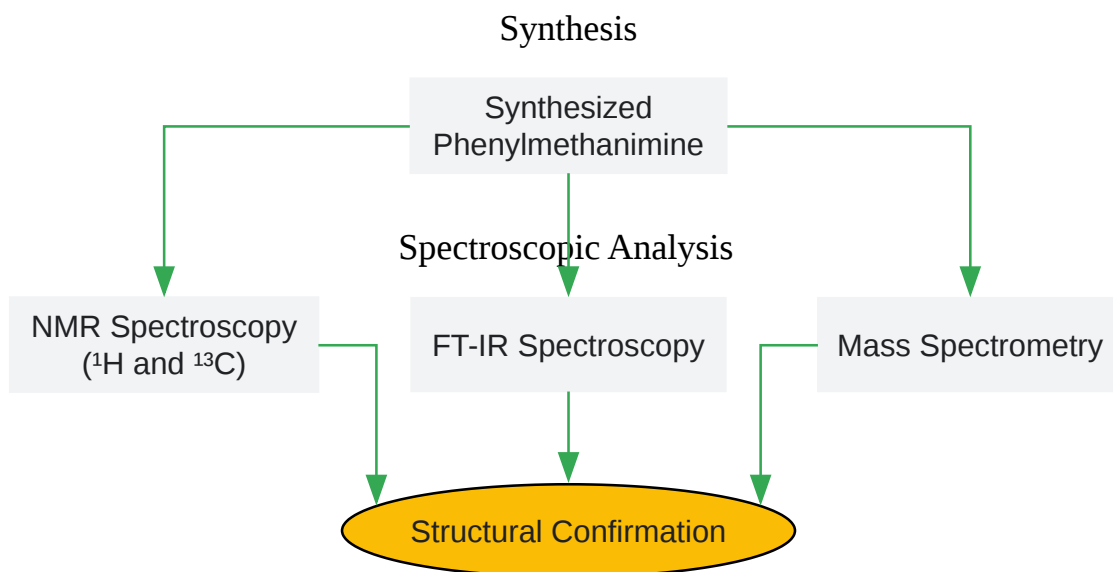 Synthesis
Synthesized
Phenylmethanimine
Spectroscopic Analysis
NMR Spectroscopy
(¹H and ¹³C)
FT-IR Spectroscopy
Mass Spectrometry
Structural Confirmation